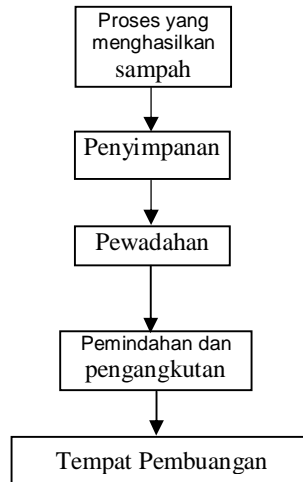 Proses yang
menghasilkan
sampah
Penyimpanan
Pewadahan
Pemindahan dan
pengangkutan
Tempat Pembuangan